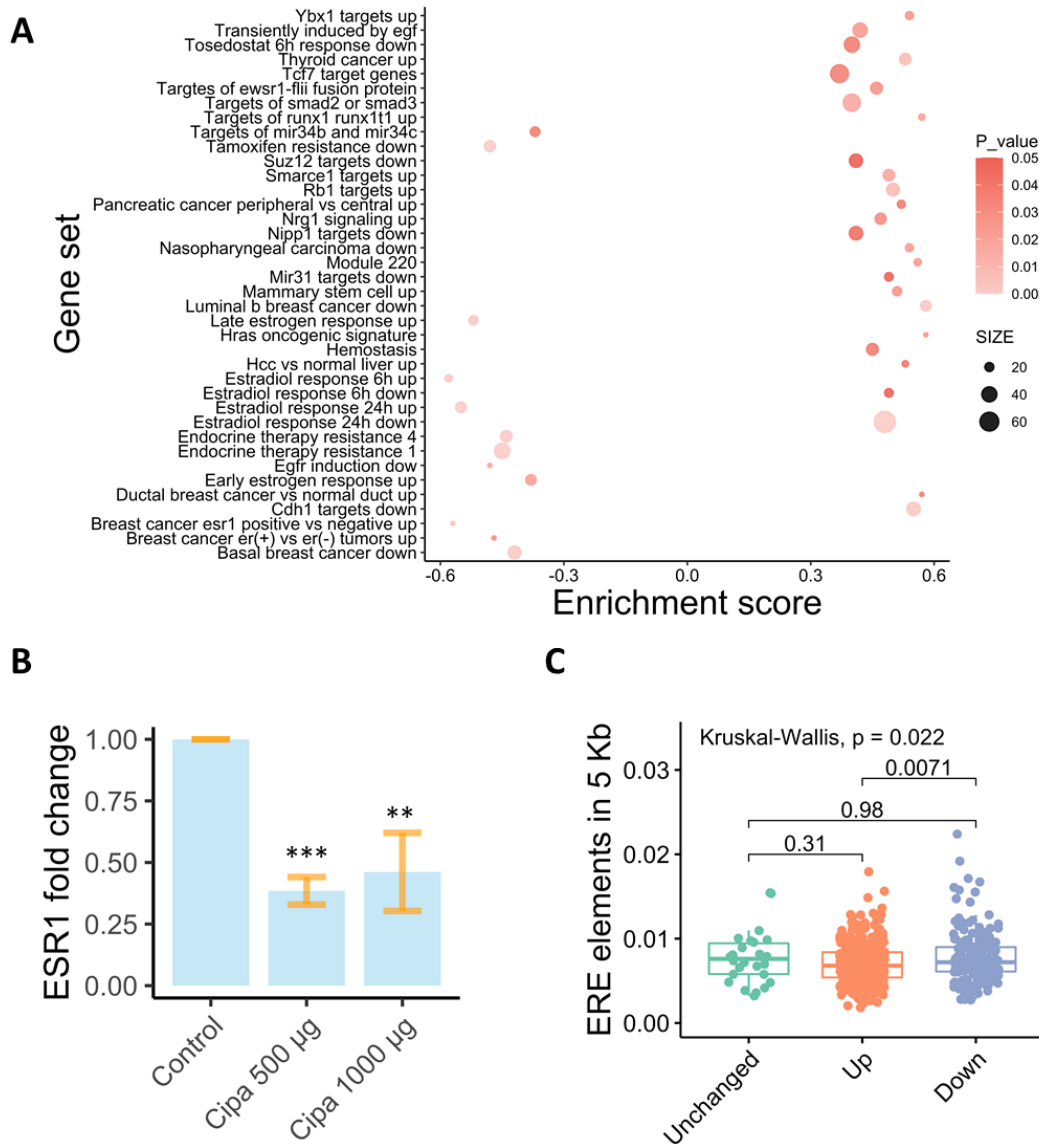 A
Gene set
Ybx1 targets up
Transiently induced by egf
Tosedostat 6h response down
Thyroid cancer up
Tcf7 target genes
Targtes of ewsr1-flii fusion protein
Targets of smad2 or smad3
Targets of runx1 runx1t1 up
Targets of mir34b and mir34c
Tamoxifen resistance down
Suz12 targets down
Smarce1 targets up
Rb1 targets up
Pancreatic cancer peripheral vs central up
Nrg1 signaling up
Nipp1 targets down
Nasopharyngeal carcinoma down
Module 220
Mir31 targets down
Mammary stem cell up
Luminal b breast cancer down
Late estrogen response up
Hras oncogenic signature
Hemostasis
Hcc vs normal liver up
Estradiol response 6h up
Estradiol response 6h down
Estradiol response 24h up
Estradiol response 24h down
Endocrine therapy resistance 4
Endocrine therapy resistance 1
Egfr induction dow
Early estrogen response up
Ductal breast cancer vs normal duct up
Cdh1 targets down
Breast cancer esr1 positive vs negative up
Breast cancer er(+) vs er(-) tumors up
Basal breast cancer down
-0.6 -0.3 0.0 0.3 0.6
Enrichment score
P_value
0.05
0.04
0.03
0.02
0.01
0.00
SIZE
20
40
60
B
ESR1 fold change
1.00
0.75
0.50
0.25
0.00
***
**
Control
Cipa 500 µg
Cipa 1000 µg
C
ERE elements in 5 Kb
Kruskal-Wallis, p = 0.022
0.03
0.02
0.01
0.00
0.0071
0.98
0.31
Unchanged
Up
Down